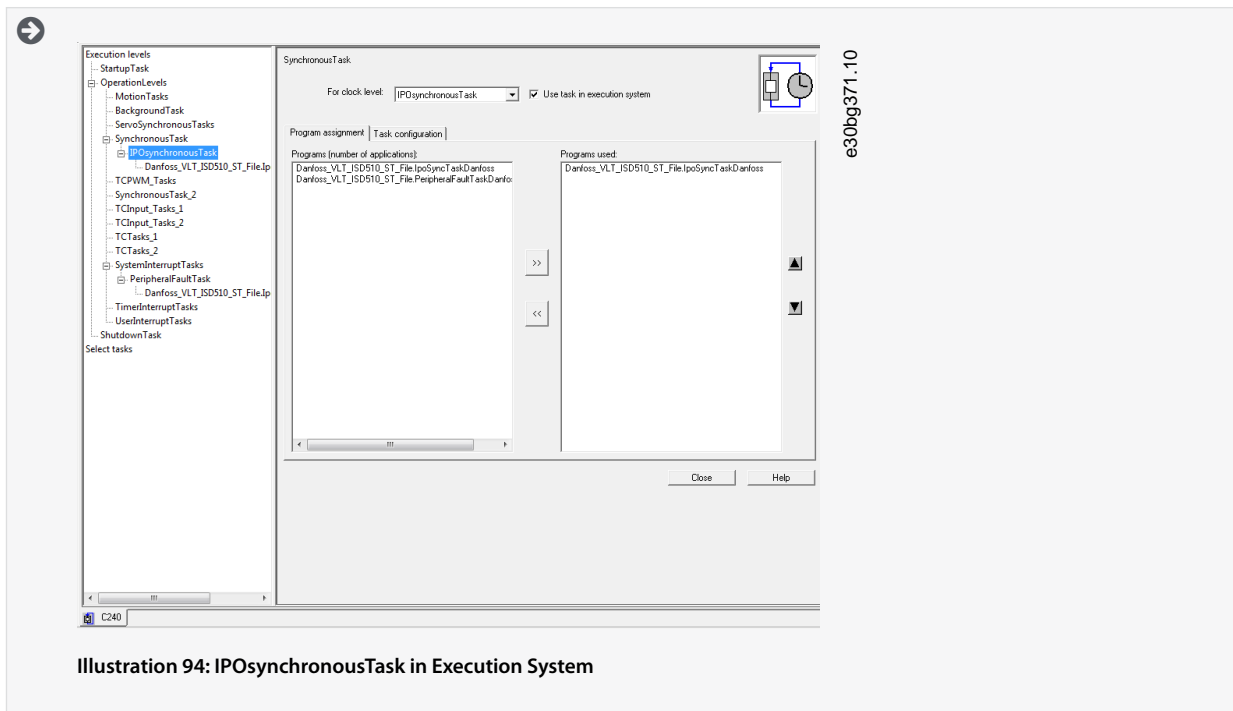 Execution levels
StartupTask
OperationLevels
MotionTasks
BackgroundTask
ServoSynchronousTasks
SynchronousTask
IPOsynchronousTask
Danfoss_VLT_ISD510_ST_File.Ip
TCPWM_Tasks
SynchronousTask_2
TCInput_Tasks_1
TCInput_Tasks_2
TCTasks_1
TCTasks_2
SystemInterruptTasks
PeripheralFaultTask
Danfoss_VLT_ISD510_ST_File.Ip
TimerInterruptTasks
UserInterruptTasks
ShutdownTask
Select tasks
SynchronousTask
For clock level: IPOsynchronousTask Use task in execution system
Program assignment Task configuration
Programs (number of applications):
Danfoss_VLT_ISD510_ST_File.IpoSyncTaskDanfoss
Danfoss_VLT_ISD510_ST_File.PeripheralFaultTaskDanfo
>>
<<
Programs used:
Danfoss_VLT_ISD510_ST_File.IpoSyncTaskDanfoss
Close Help
C240
e30bg371.10
Illustration 94: IPOsynchronousTask in Execution System